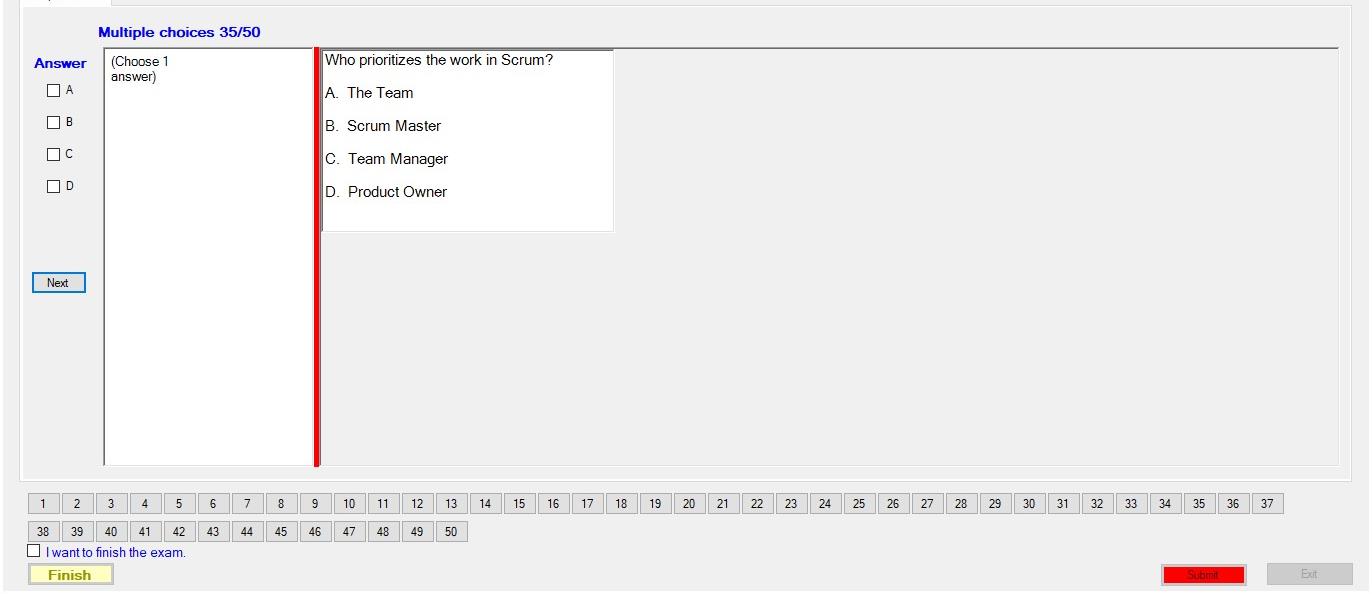 Multiple choices 35/50
Answer
(Choose 1
answer)
A
B
C
D
Next
Who prioritizes the work in Scrum?
A. The Team
B. Scrum Master
C. Team Manager
D. Product Owner
1 2 3 4 5 6 7 8 9 10 11 12 13 14 15 16 17 18 19 20 21 22 23 24 25 26 27 28 29 30 31 32 33 34 35 36 37
38 39 40 41 42 43 44 45 46 47 48 49 50
I want to finish the exam.
Finish
Submit
Exit